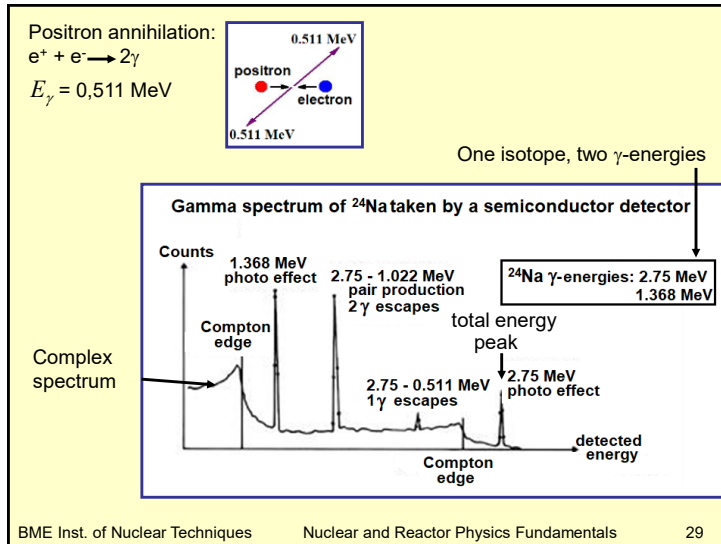 Positron annihilation:
e⁺ + e⁻ → 2γ
Eγ = 0,511 MeV
0.511 MeV
positron
electron
0.511 MeV
One isotope, two γ-energies
Gamma spectrum of ²⁴Na taken by a semiconductor detector
Counts
1.368 MeV
photo effect
2.75 - 1.022 MeV
pair production
2 γ escapes
²⁴Na γ-energies: 2.75 MeV
1.368 MeV
total energy
peak
Compton
edge
Complex
spectrum
2.75 - 0.511 MeV
1 γ escapes
2.75 MeV
photo effect
detected
energy
Compton
edge
BME Inst. of Nuclear Techniques
Nuclear and Reactor Physics Fundamentals
29